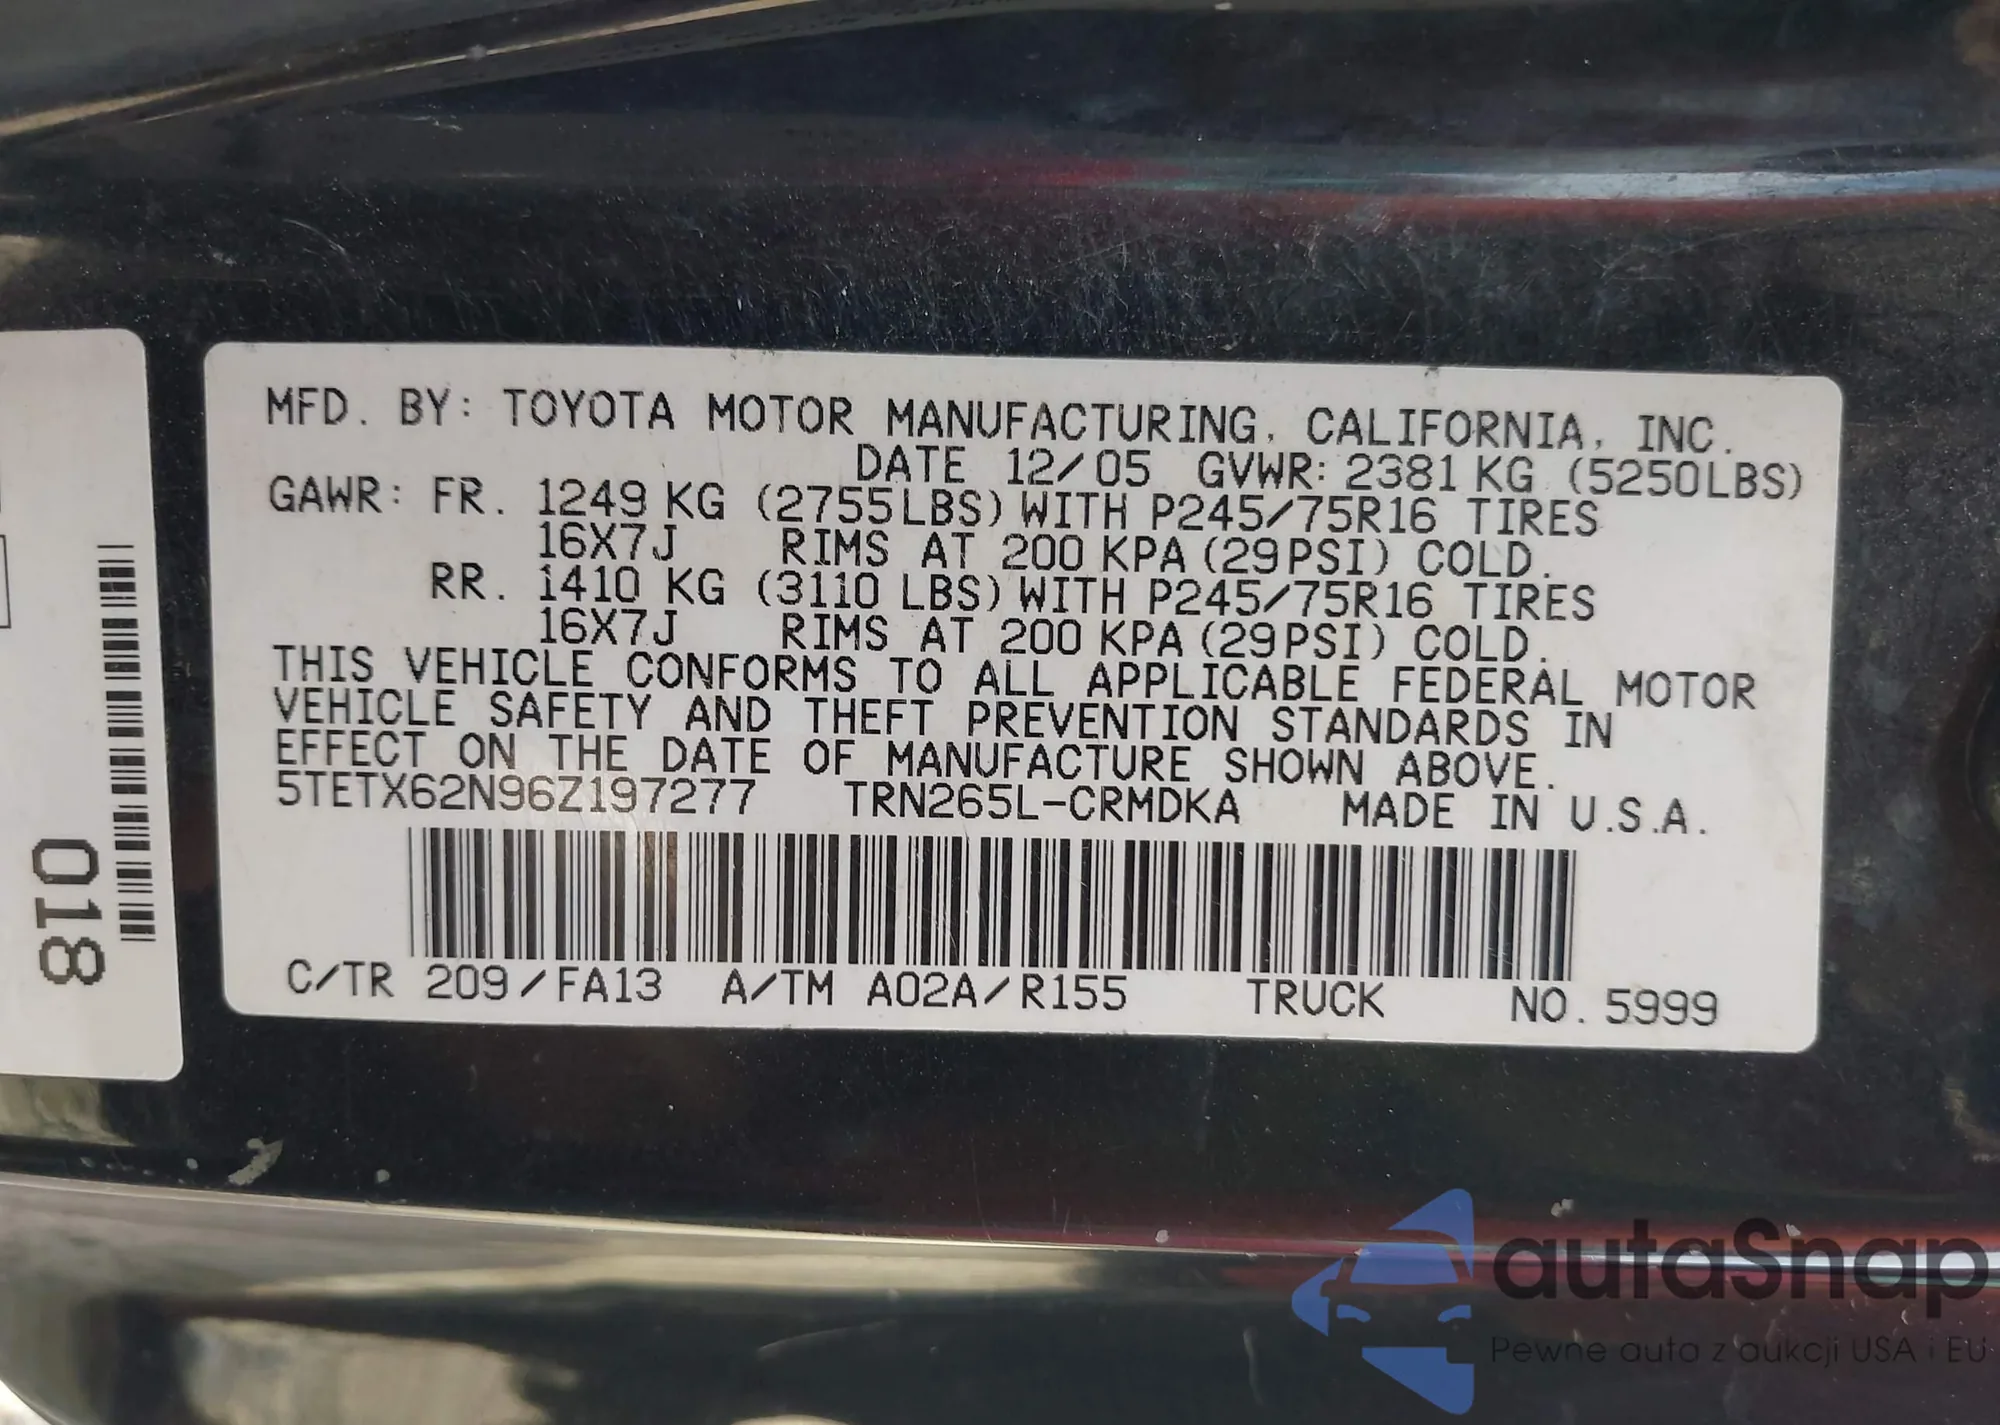 MFD. BY: TOYOTA MOTOR MANUFACTURING, CALIFORNIA, INC.
DATE 12/05 GVWR: 2381 KG (5250LBS)
GAWR: FR. 1249 KG (2755LBS) WITH P245/75R16 TIRES
16X7J RIMS AT 200 KPA (29PSI) COLD.
RR. 1410 KG (3110 LBS) WITH P245/75R16 TIRES
16X7J RIMS AT 200 KPA (29PSI) COLD.
THIS VEHICLE CONFORMS TO ALL APPLICABLE FEDERAL MOTOR
VEHICLE SAFETY AND THEFT PREVENTION STANDARDS IN
EFFECT ON THE DATE OF MANUFACTURE SHOWN ABOVE.
5TETX62N96Z197277 TRN265L-CRMDKA MADE IN U.S.A.
C/TR 209/FA13 A/TM A02A/R155 TRUCK NO. 5999
018
autaSnap
Pewne auta z aukcji USA i EU